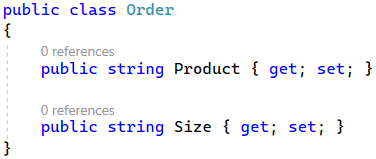 public class Order
{
0 references
public string Product { get; set; }
0 references
public string Size { get; set; }
}